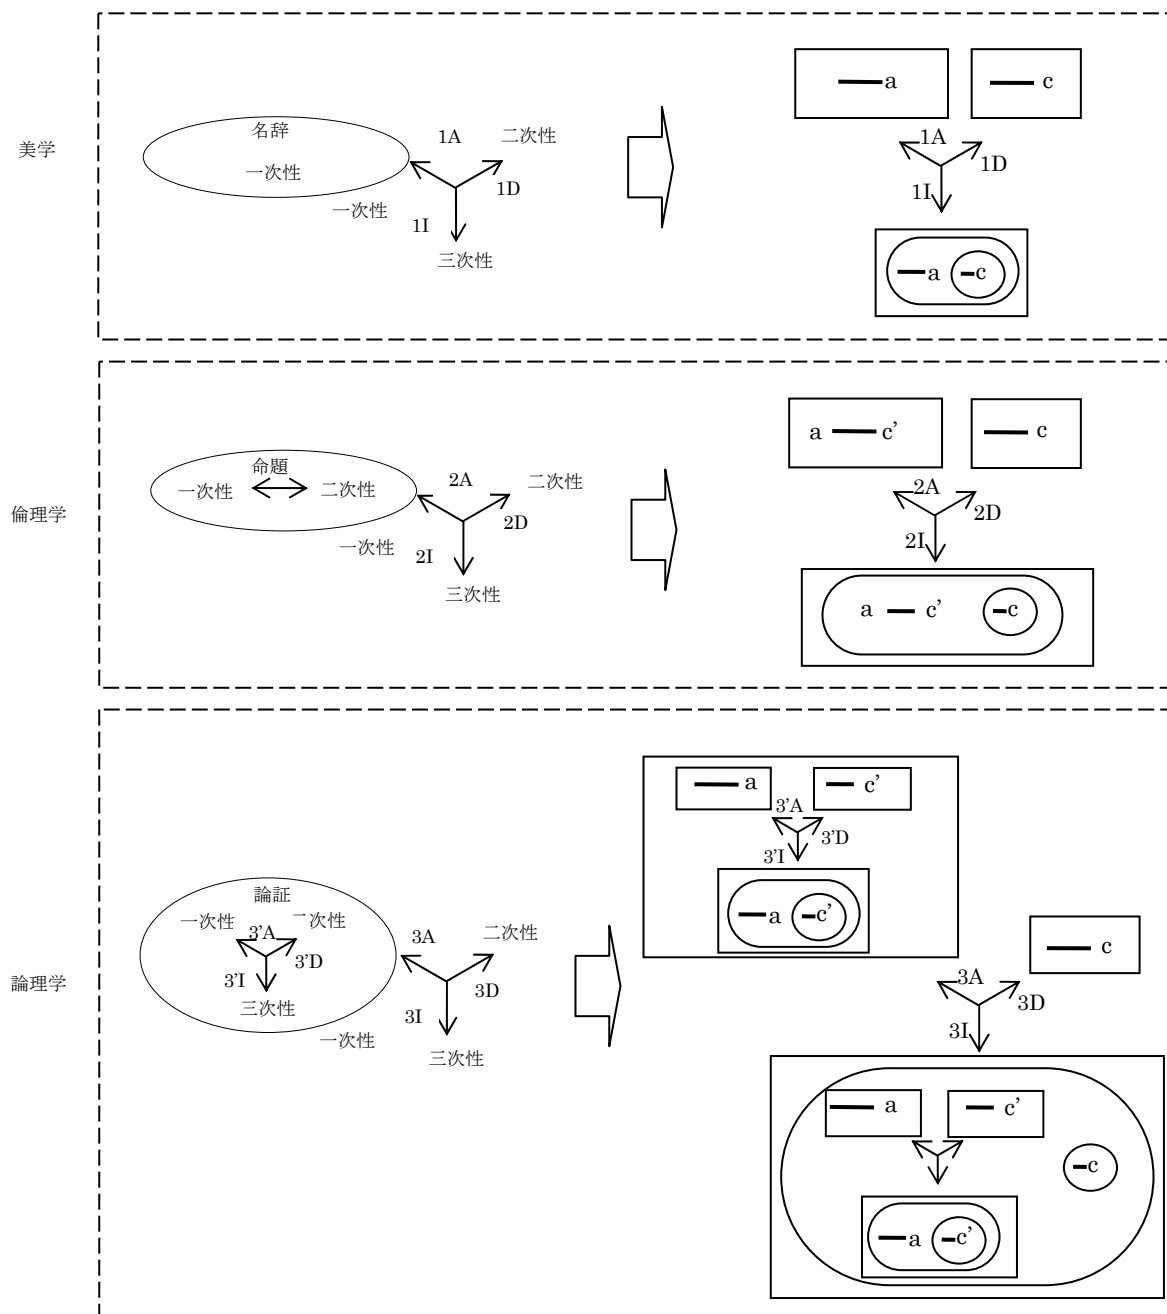 美学
名辞
一次性
1A
二次性
1D
一次性
1I
三次性
a
c
1A
1D
1I
a
c
倫理学
命題
一次性
二次性
2A
二次性
2D
一次性
2I
三次性
a
c’
c
2A
2D
2I
a
c’
c
論理学
論証
一次性
二次性
3’A
3’D
3’I
三次性
一次性
3A
二次性
3D
3I
三次性
a
c’
3’A
3’D
3’I
a
c’
c
3A
3D
3I
a
c’
c
a
c’